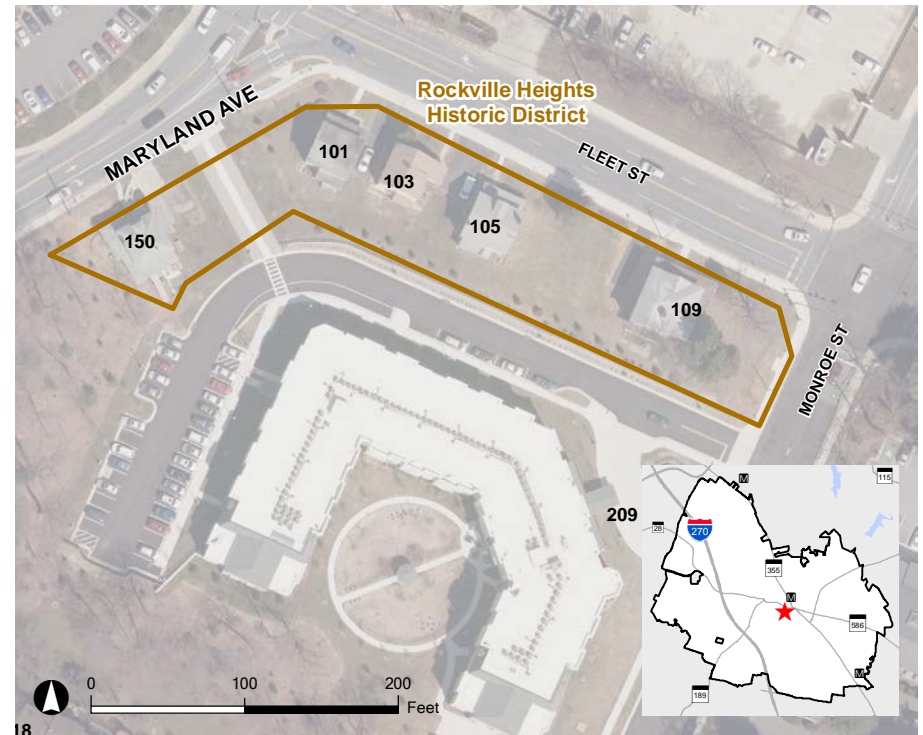 Rockville Heights
Historic District
MARYLAND AVE
FLEET ST
101
103
105
150
109
MONROE ST
209
M
115
28
270
355
M
586
M
189
0 100 200
Feet
18